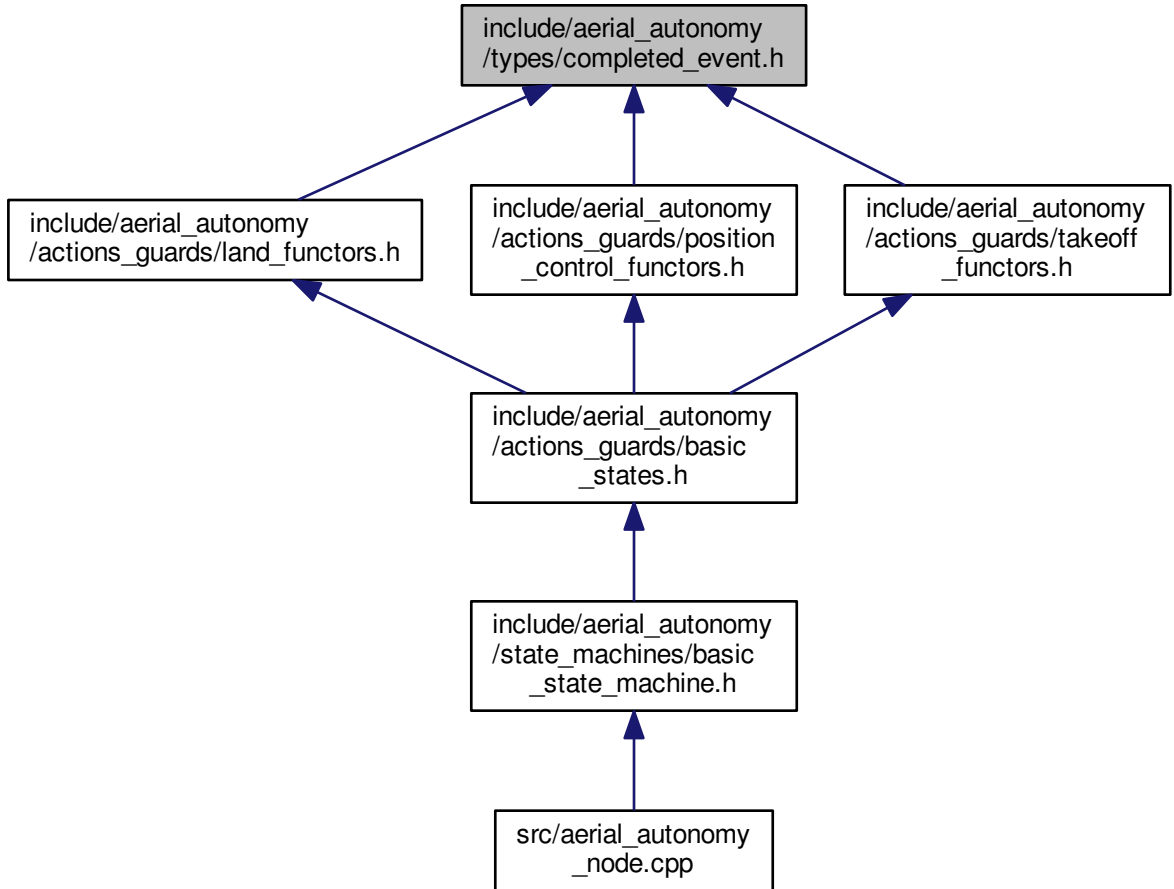 include/aerial_autonomy
/types/completed_event.h
include/aerial_autonomy
/actions_guards/land_functors.h
include/aerial_autonomy
/actions_guards/position
_control_functors.h
include/aerial_autonomy
/actions_guards/takeoff
_functors.h
include/aerial_autonomy
/actions_guards/basic
_states.h
include/aerial_autonomy
/state_machines/basic
_state_machine.h
src/aerial_autonomy
_node.cpp